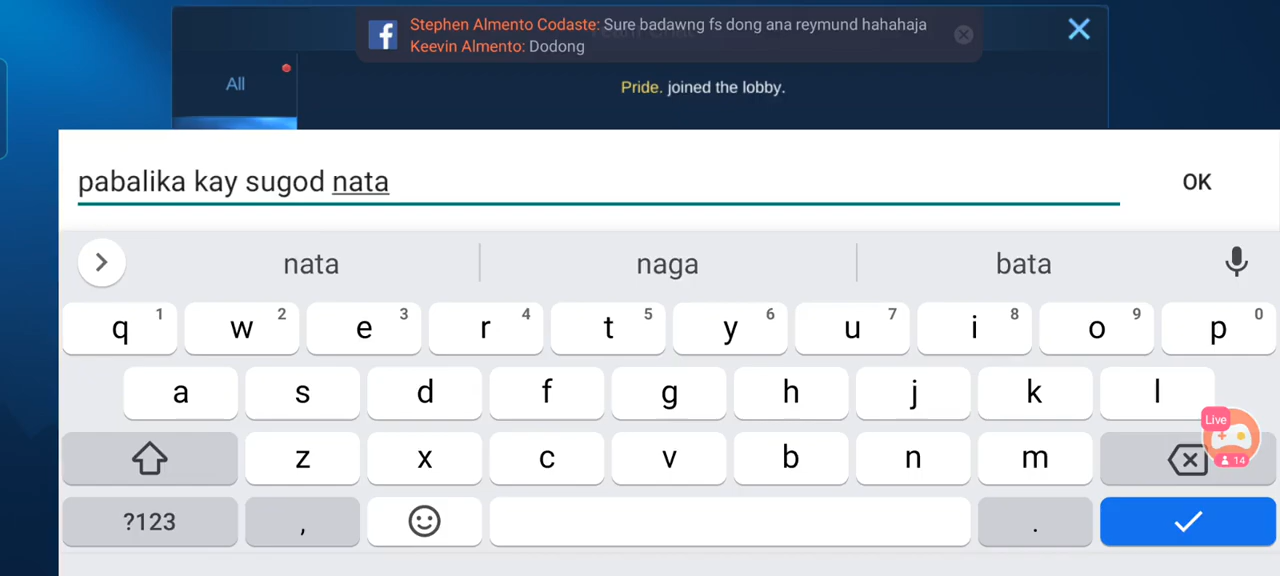 Stephen Almento Codaste: Sure badawng fs dong ana reymund hahahaja
Keevin Almento: Dodong
All
Pride. joined the lobby.
pabalika kay sugod nata
OK
nata naga bata
q 1 w 2 e 3 r 4 t 5 y 6 u 7 i 8 o 9 p 0
a s d f g h j k l
Live
14
z x c v b n m
?123 , .